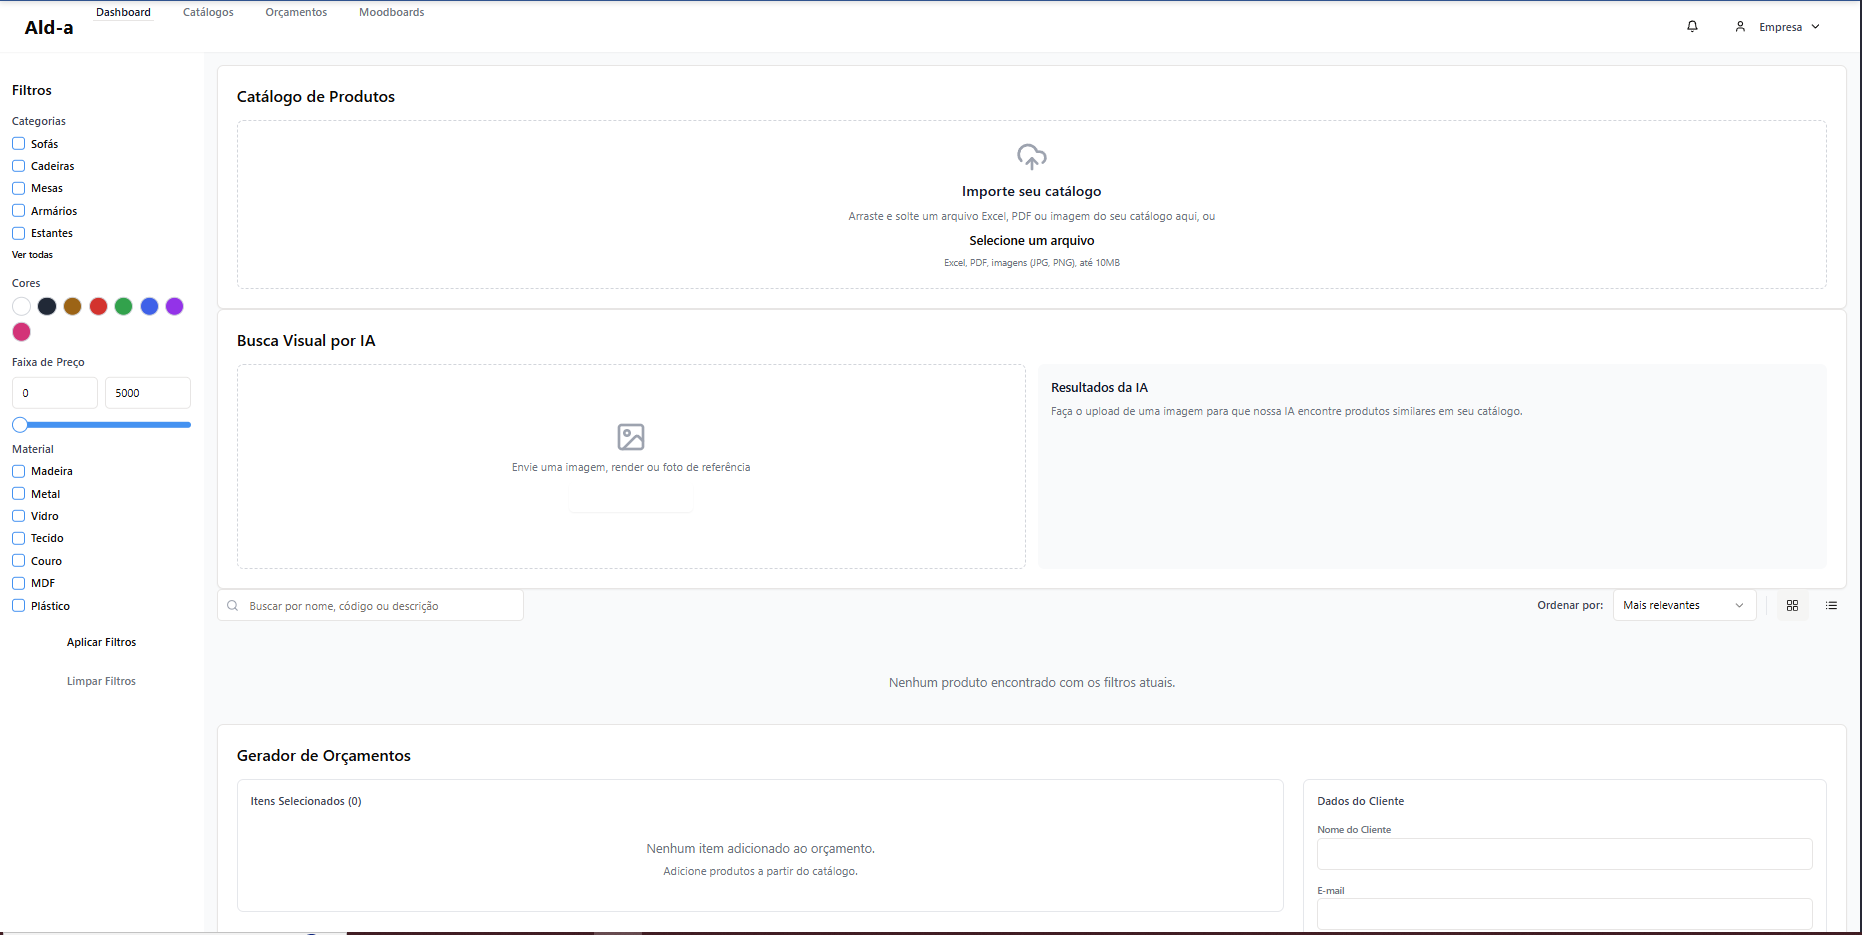 Ald-a
Dashboard
Catálogos
Orçamentos
Moodboards
Empresa
Filtros
Categorias
Sofás
Cadeiras
Mesas
Armários
Estantes
Ver todas
Cores
Faixa de Preço
0
5000
Material
Madeira
Metal
Vidro
Tecido
Couro
MDF
Plástico
Aplicar Filtros
Limpar Filtros
Catálogo de Produtos
Importe seu catálogo
Arraste e solte um arquivo Excel, PDF ou imagem do seu catálogo aqui, ou
Selecione um arquivo
Excel, PDF, imagens (JPG, PNG), até 10MB
Busca Visual por IA
Envie uma imagem, render ou foto de referência
Resultados da IA
Faça o upload de uma imagem para que nossa IA encontre produtos similares em seu catálogo.
Buscar por nome, código ou descrição
Ordenar por:
Mais relevantes
Nenhum produto encontrado com os filtros atuais.
Gerador de Orçamentos
Itens Selecionados (0)
Nenhum item adicionado ao orçamento.
Adicione produtos a partir do catálogo.
Dados do Cliente
Nome do Cliente
E-mail